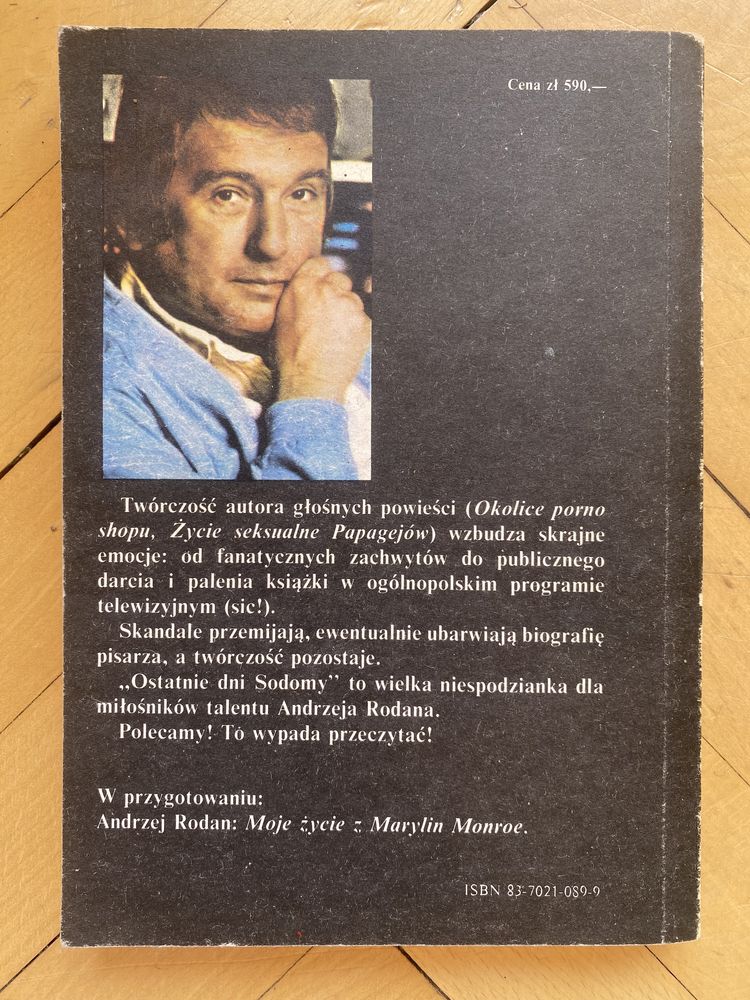 Cena zł 590,—
Twórczość autora głośnych powieści (Okolice porno
shopu, Życie seksualne Papagejów) wzbudza skrajne
emocje: od fanatycznych zachwytów do publicznego
darcia i palenia książki w ogólnopolskim programie
telewizyjnym (sic!).
Skandale przemijają, ewentualnie ubarwiają biografię
pisarza, a twórczość pozostaje.
„Ostatnie dni Sodomy” to wielka niespodzianka dla
miłośników talentu Andrzeja Rodana.
Polecamy! To wypada przeczytać!
W przygotowaniu:
Andrzej Rodan: Moje życie z Marylin Monroe.
ISBN 83-7021-089-9